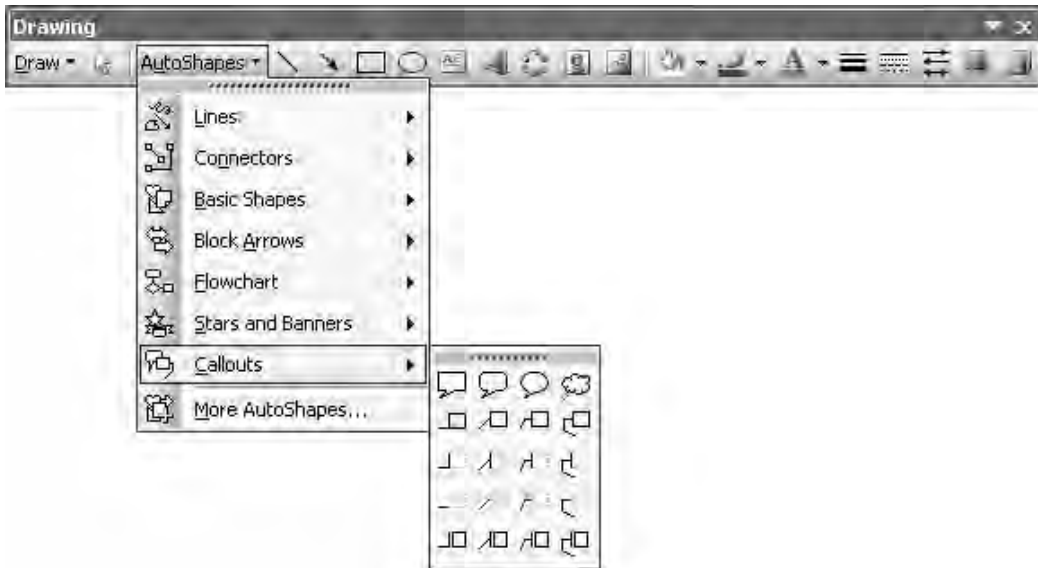 Drawing
Draw AutoShapes A
Lines
Connectors
Basic Shapes
Block Arrows
Flowchart
Stars and Banners
Callouts
More AutoShapes...